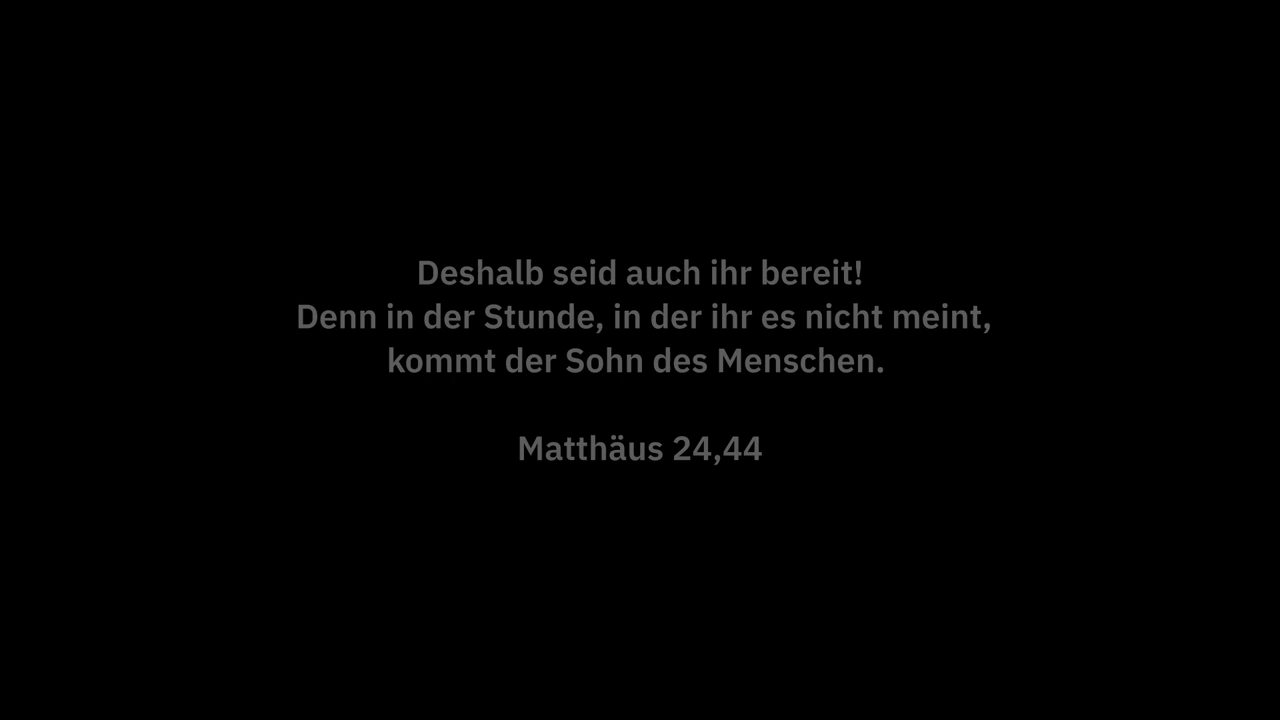 Deshalb seid auch ihr bereit!
Denn in der Stunde, in der ihr es nicht meint,
kommt der Sohn des Menschen.
Matthäus 24,44